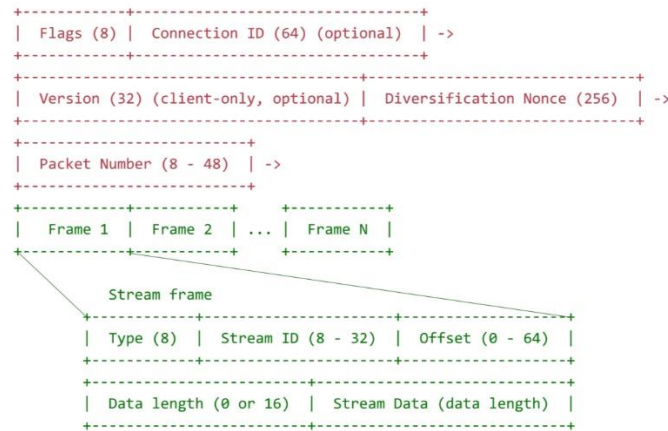 | Flags (8) | Connection ID (64) (optional) | ->
| Version (32) (client-only, optional) | Diversification Nonce (256) | ->
| Packet Number (8 - 48) | ->
| Frame 1 | Frame 2 | ... | Frame N |
Stream frame
| Type (8) | Stream ID (8 - 32) | Offset (0 - 64) |
| Data length (0 or 16) | Stream Data (data length) |